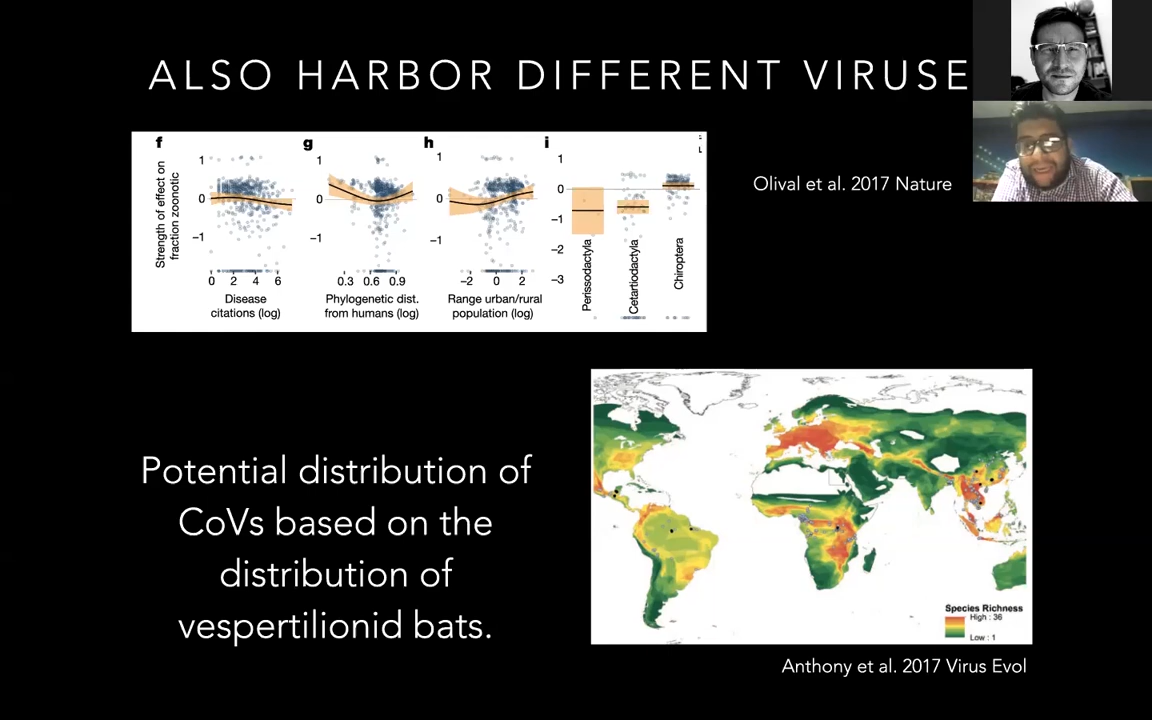 ALSO HARBOR DIFFERENT VIRUSE
f
g
h
i
Strength of effect on
fraction zoonotic
1
0
−1
0 2 4 6
Disease
citations (log)
1
0
−1
0.3 0.6 0.9
Phylogenetic dist.
from humans (log)
1
0
−1
−2 0 2
Range urban/rural
population (log)
1
0
−1
−2
−3
Perissodactyla
Cetartiodactyla
Chiroptera
Olival et al. 2017 Nature
Potential distribution of
CoVs based on the
distribution of
vespertilionid bats.
Species Richness
High : 36
Low : 1
Anthony et al. 2017 Virus Evol